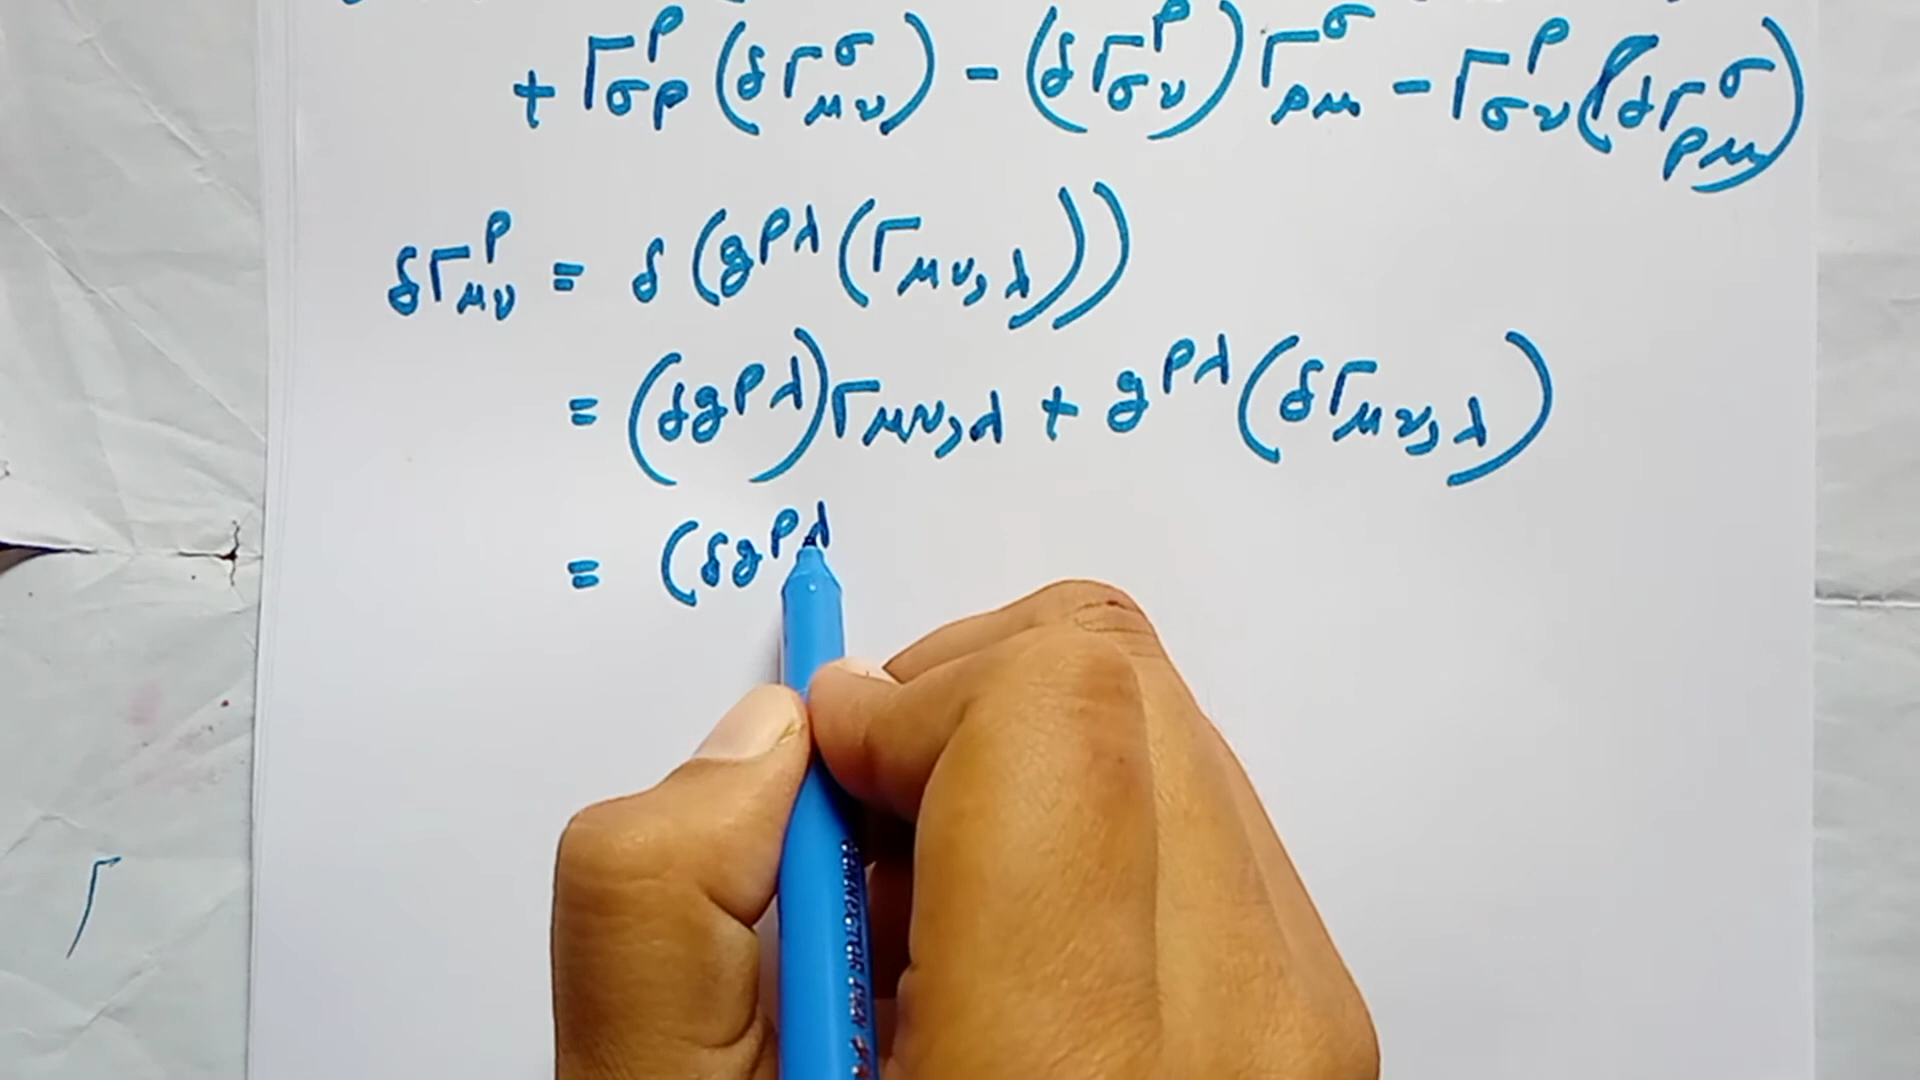 + Γ^ρ_σρ (δΓ^σ_μν) - (δΓ^ρ_σν) Γ^σ_ρμ - Γ^ρ_σν (δΓ^σ_ρμ)
δΓ^ρ_μν = δ (g^ρλ (Γ_μν,λ))
= (δg^ρλ) Γ_μν,λ + g^ρλ (δΓ_μν,λ)
= (δg^ρλ
Γ